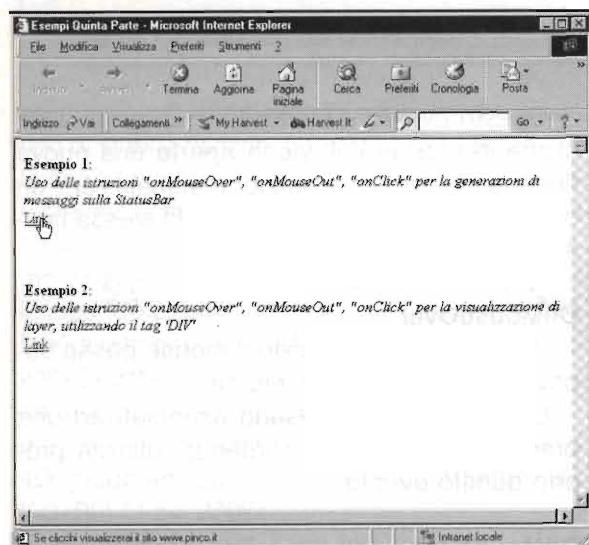 Esempi Quinta Parte - Microsoft Internet Explorer
File Modifica Visualizza Preferiti Strumenti ?
Indietro Avanti Termina Aggiorna Pagina iniziale Cerca Preferiti Cronologia Posta »
Indirizzo Vai Collegamenti » My Harvest Harvest It Go
Esempio 1:
Uso delle istruzioni "onMouseOver", "onMouseOut", "onClick" per la generazioni di
messaggi sulla StatusBar
Link
Esempio 2:
Uso delle istruzioni "onMouseOver", "onMouseOut", "onClick" per la visualizzazione di
layer, utilizzando il tag 'DIV'
Link
Se clicchi visualizzerai il sito www.pinco.it Intranet locale